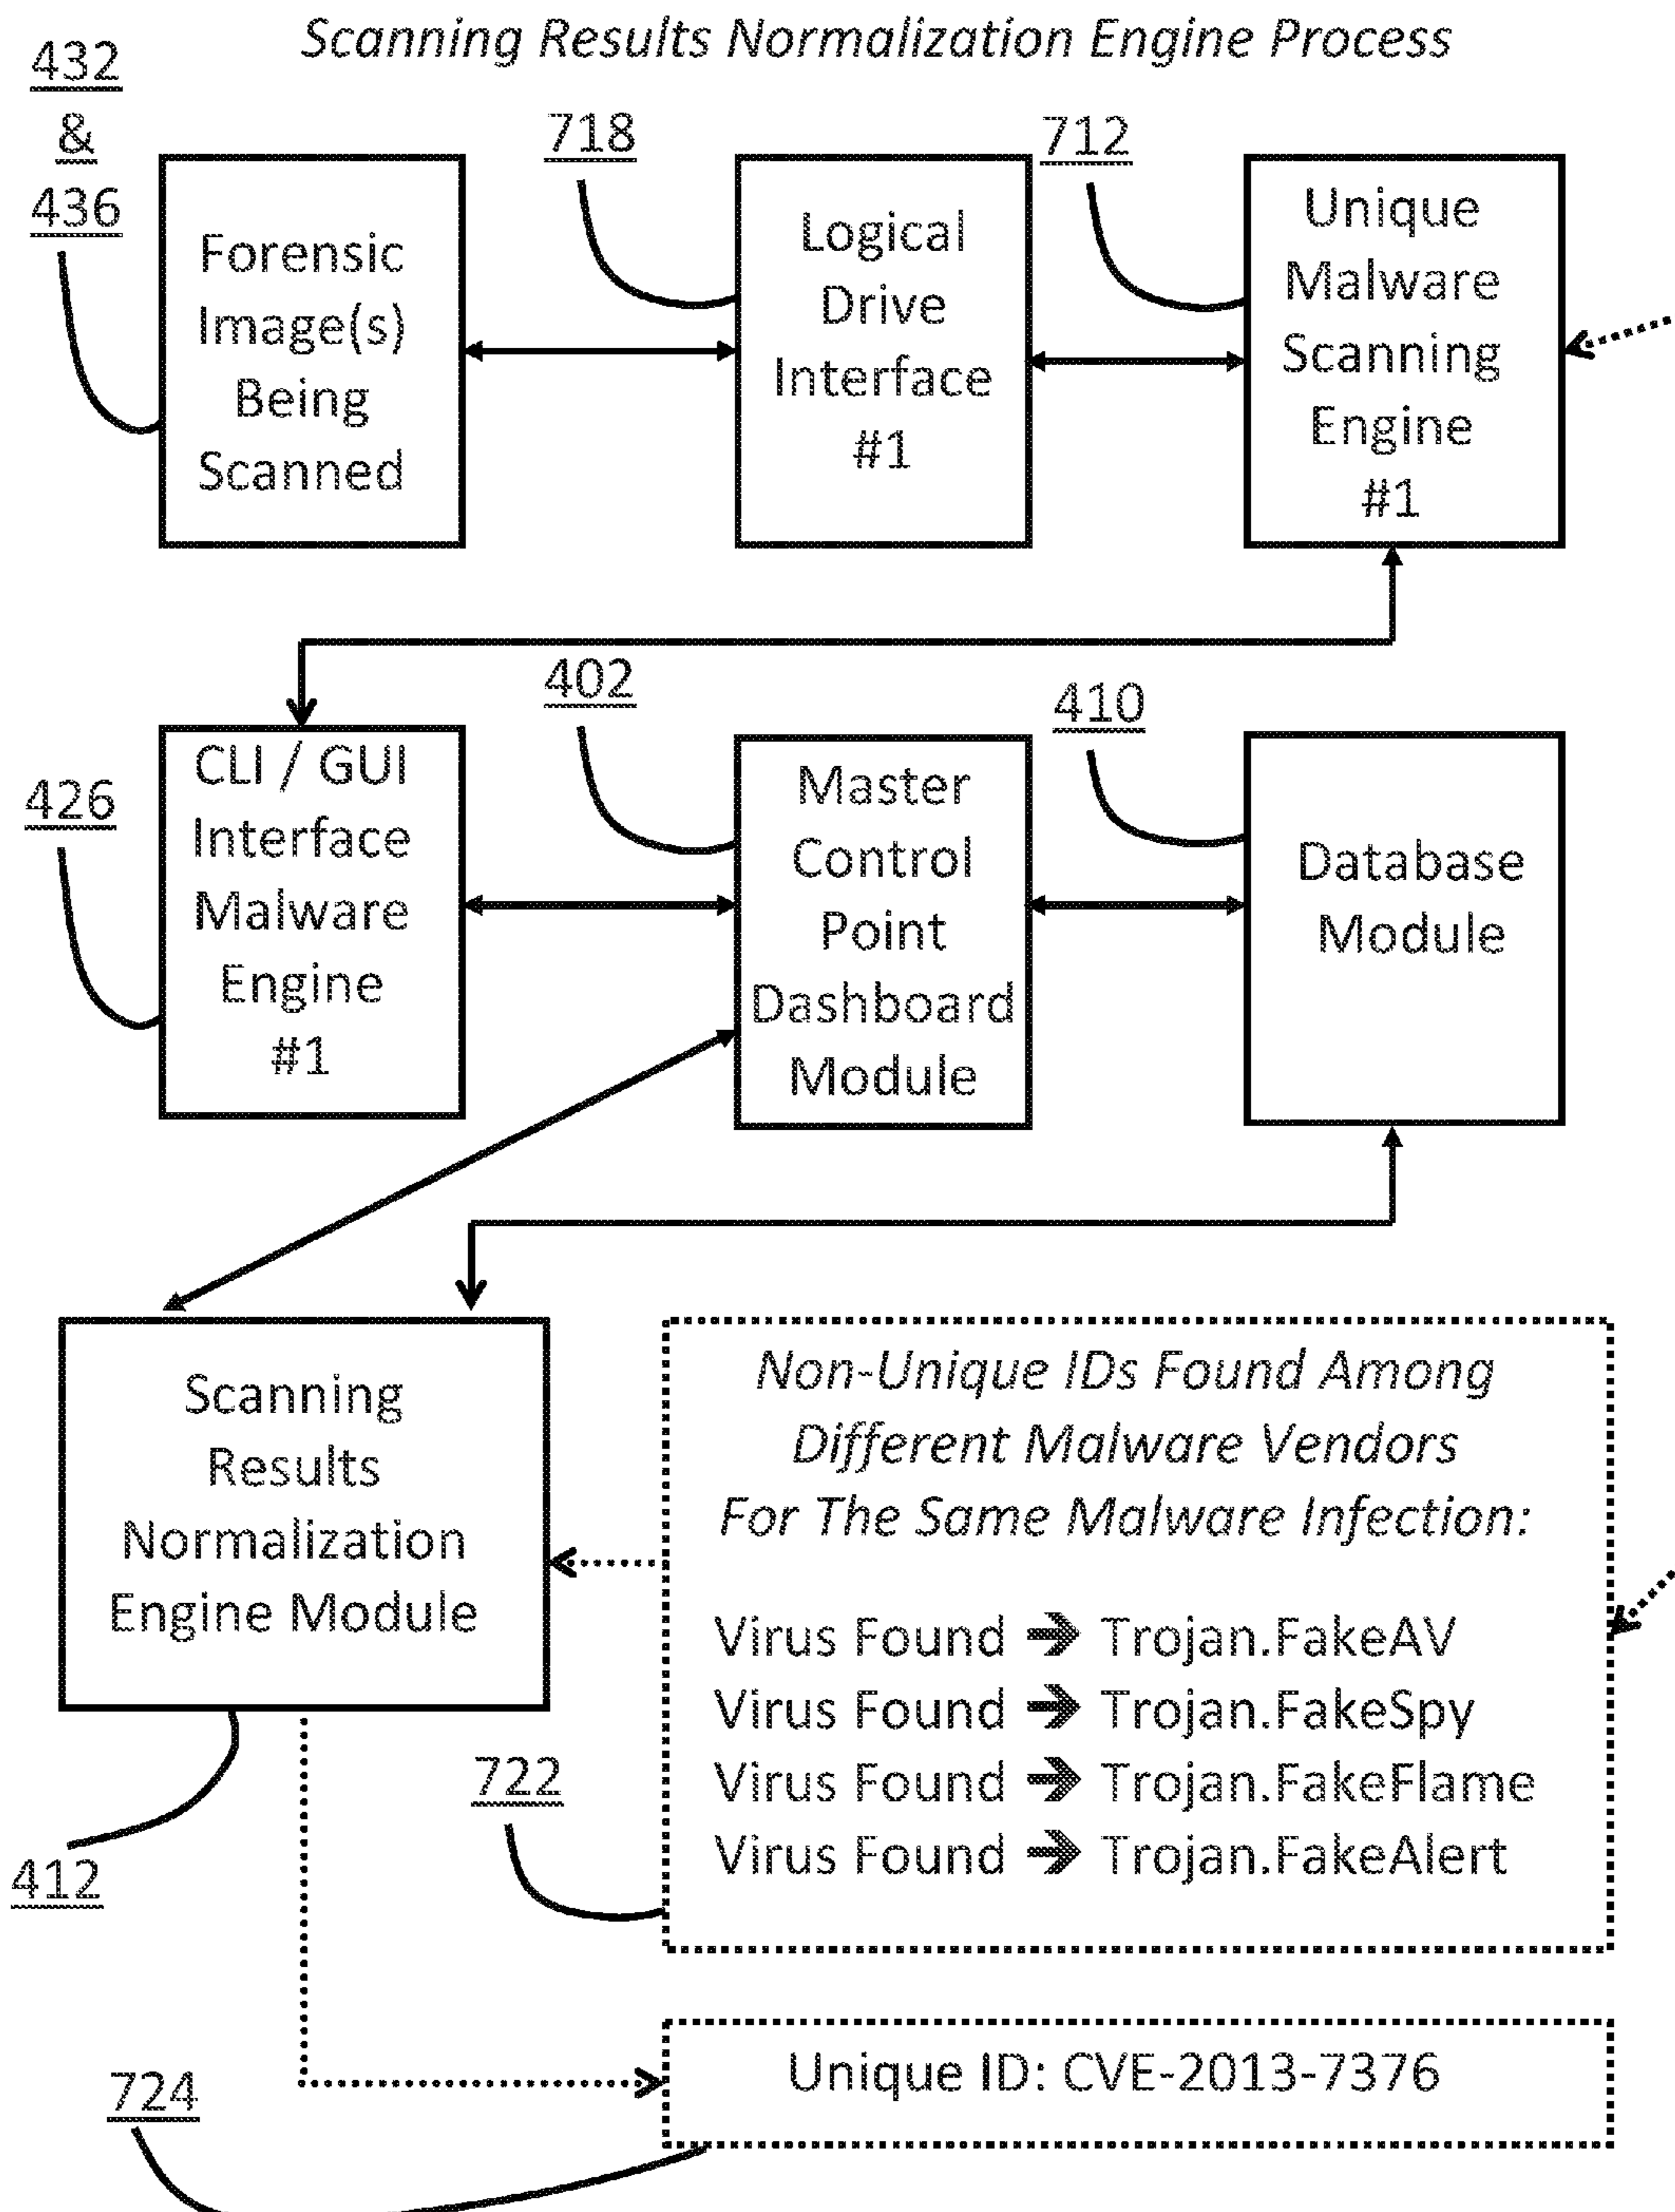 Scanning Results Normalization Engine Process
432
&
436
718
712
Forensic
Image(s)
Being
Scanned
Logical
Drive
Interface
#1
Unique
Malware
Scanning
Engine
#1
426
402
410
CLI / GUI
Interface
Malware
Engine
#1
Master
Control
Point
Dashboard
Module
Database
Module
Scanning
Results
Normalization
Engine Module
412
Non-Unique IDs Found Among
Different Malware Vendors
For The Same Malware Infection:
Virus Found ➔ Trojan.FakeAV
Virus Found ➔ Trojan.FakeSpy
Virus Found ➔ Trojan.FakeFlame
Virus Found ➔ Trojan.FakeAlert
722
Unique ID: CVE-2013-7376
724